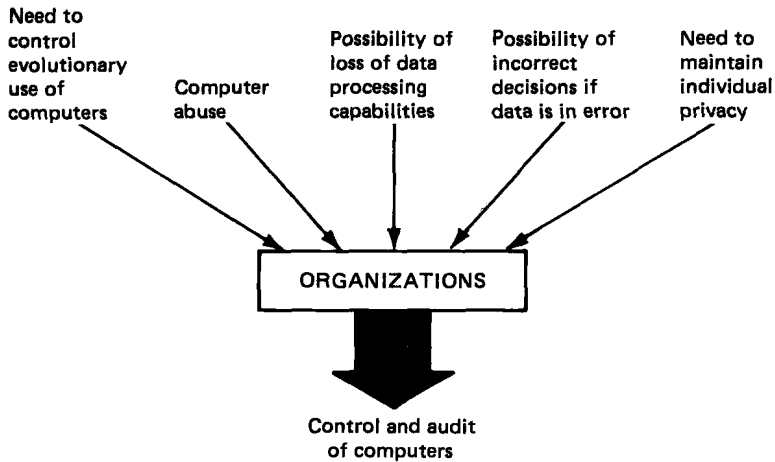 Need to
control
evolutionary
use of
computers
Computer
abuse
Possibility of
loss of data
processing
capabilities
Possibility of
incorrect
decisions if
data is in error
Need to
maintain
individual
privacy
ORGANIZATIONS
Control and audit
of computers